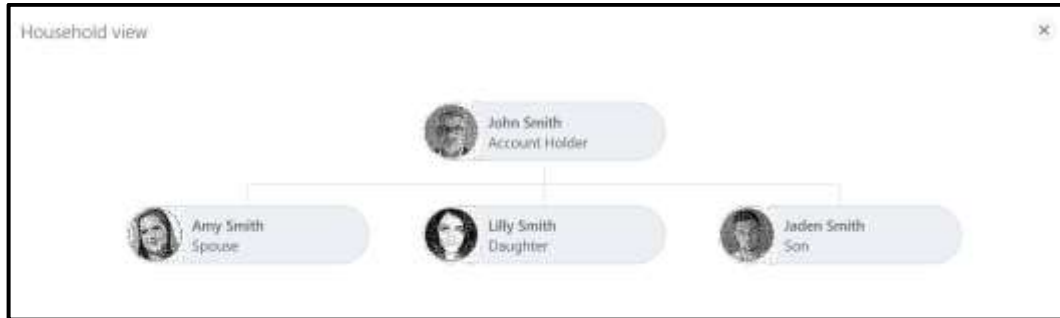 Household view
John Smith
Account Holder
Amy Smith
Spouse
Lilly Smith
Daughter
Jaden Smith
Son